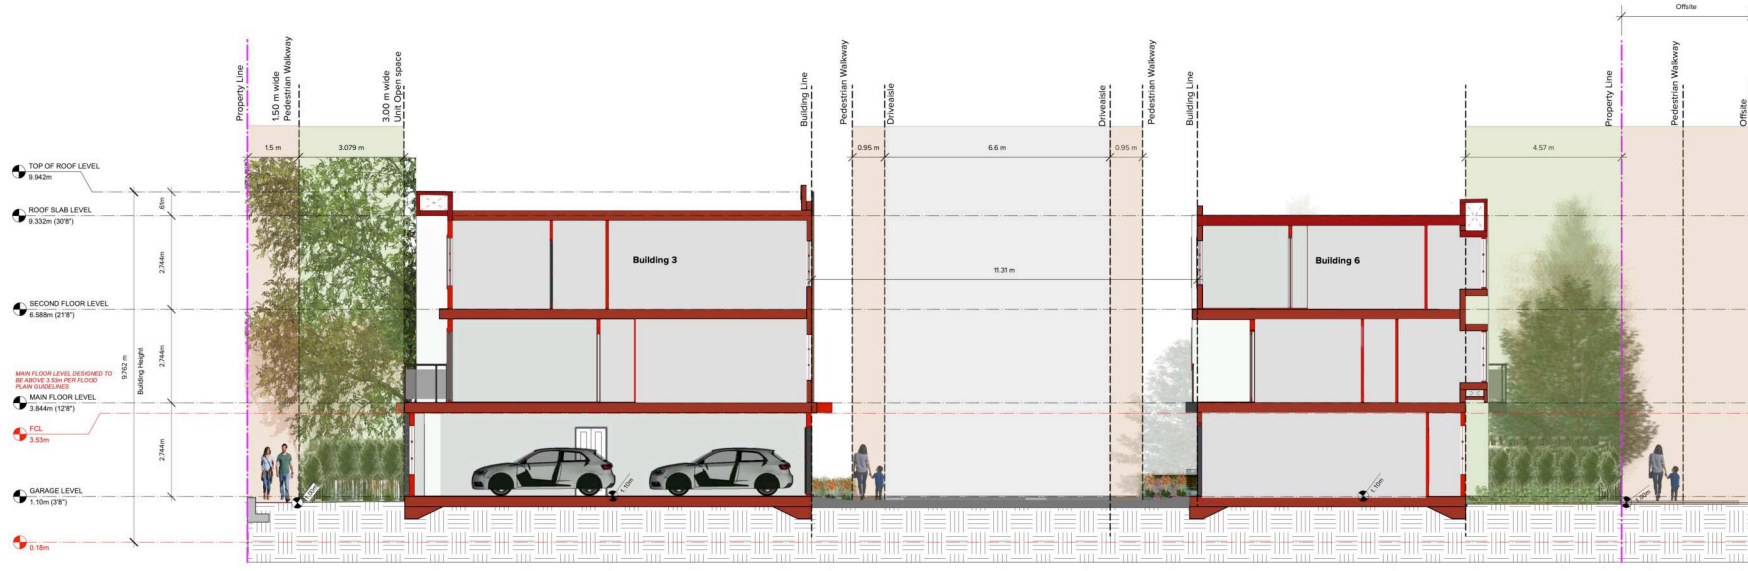 Offsite
Property Line
1.50 m wide
Pedestrian Walkway
3.00 m wide
Unit Open space
Building Line
Pedestrian Walkway
Driveaisle
Driveaisle
Pedestrian Walkway
Building Line
Property Line
Pedestrian Walkway
Offsite
1.5 m
3.079 m
0.95 m
6.6 m
0.95 m
4.57 m
TOP OF ROOF LEVEL
9.942m
.61m
ROOF SLAB LEVEL
9.332m (30'8")
2.744m
Building 3
Building 6
11.31 m
SECOND FLOOR LEVEL
6.588m (21'8")
9.762 m
Building Height
2.744m
MAIN FLOOR LEVEL DESIGNED TO
BE ABOVE 3.53m PER FLOOD
PLAIN GUIDELINES
MAIN FLOOR LEVEL
3.844m (12'8")
FCL
3.53m
2.744m
GARAGE LEVEL
1.10m (3'8")
1.10m
1.10m
0.18m